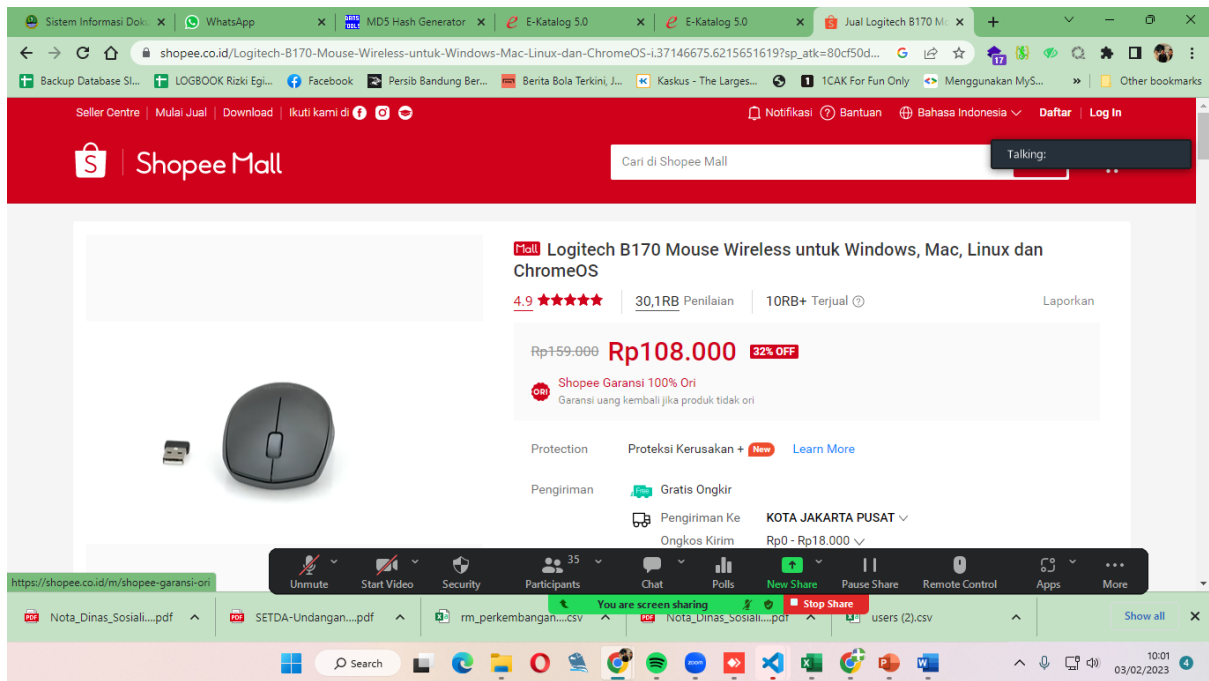 Sistem Informasi Doku
WhatsApp
MD5 Hash Generator
E-Katalog 5.0
E-Katalog 5.0
Jual Logitech B170 Mo
shopee.co.id/Logitech-B170-Mouse-Wireless-untuk-Windows-Mac-Linux-dan-ChromeOS-i.37146675.6215651619?sp_atk=80cf50d...
17
Backup Database SI...
LOGBOOK Rizki Egi...
Facebook
Persib Bandung Ber...
Berita Bola Terkini, J...
Kaskus - The Larges...
1CAK For Fun Only
Menggunakan MyS...
»
Other bookmarks
Seller Centre | Mulai Jual | Download | Ikuti kami di
Notifikasi
Bantuan
Bahasa Indonesia
Daftar | Log In
Shopee Mall
Cari di Shopee Mall
Talking:
Mall Logitech B170 Mouse Wireless untuk Windows, Mac, Linux dan
ChromeOS
4.9
30,1RB Penilaian
10RB+ Terjual
Laporkan
Rp159.000 Rp108.000 32% OFF
ORI
Shopee Garansi 100% Ori
Garansi uang kembali jika produk tidak ori
Protection
Proteksi Kerusakan + New
Learn More
Pengiriman
Free Gratis Ongkir
Pengiriman Ke
KOTA JAKARTA PUSAT
Ongkos Kirim
Rp0 - Rp18.000
https://shopee.co.id/m/shopee-garansi-ori
Unmute
Start Video
Security
35
Participants
Chat
Polls
New Share
Pause Share
Remote Control
Apps
More
You are screen sharing
Stop Share
Nota_Dinas_Sosiali....pdf
SETDA-Undangan....pdf
rm_perkembangan....csv
Nota_Dinas_Sosiali....pdf
users (2).csv
Show all
Search
zoom
10:01
03/02/2023
4